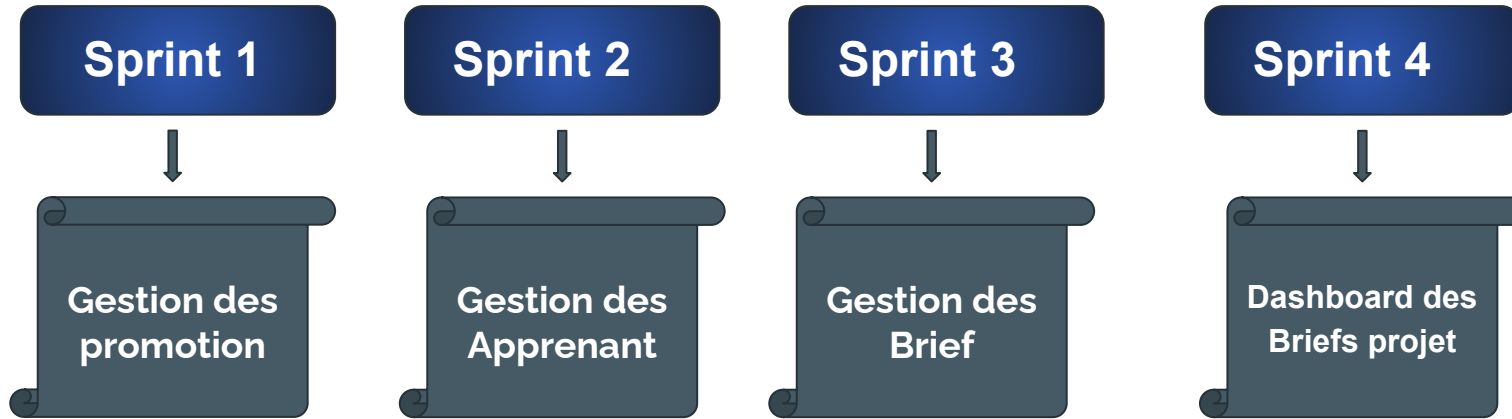 Sprint 1
Sprint 2
Sprint 3
Sprint 4
Gestion des
promotion
Gestion des
Apprenant
Gestion des
Brief
Dashboard des
Briefs projet